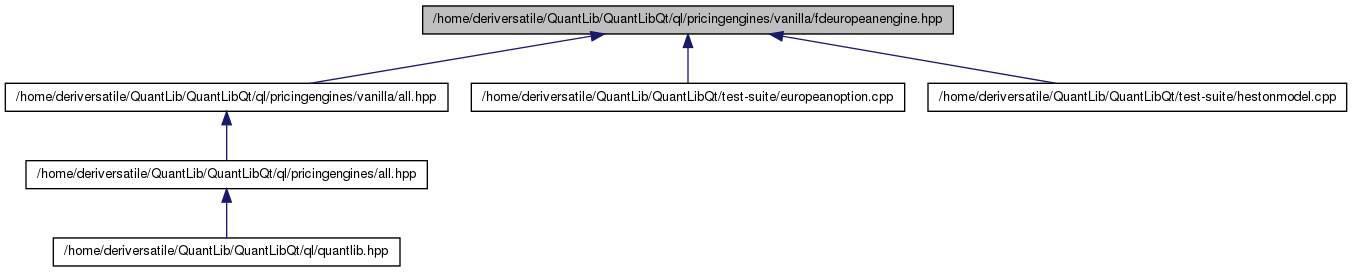 /home/deriversatile/QuantLib/QuantLibQt/ql/pricingengines/vanilla/fdeuropeanengine.hpp
/home/deriversatile/QuantLib/QuantLibQt/ql/pricingengines/vanilla/all.hpp
/home/deriversatile/QuantLib/QuantLibQt/test-suite/europeanoption.cpp
/home/deriversatile/QuantLib/QuantLibQt/test-suite/hestonmodel.cpp
/home/deriversatile/QuantLib/QuantLibQt/ql/pricingengines/all.hpp
/home/deriversatile/QuantLib/QuantLibQt/ql/quantlib.hpp